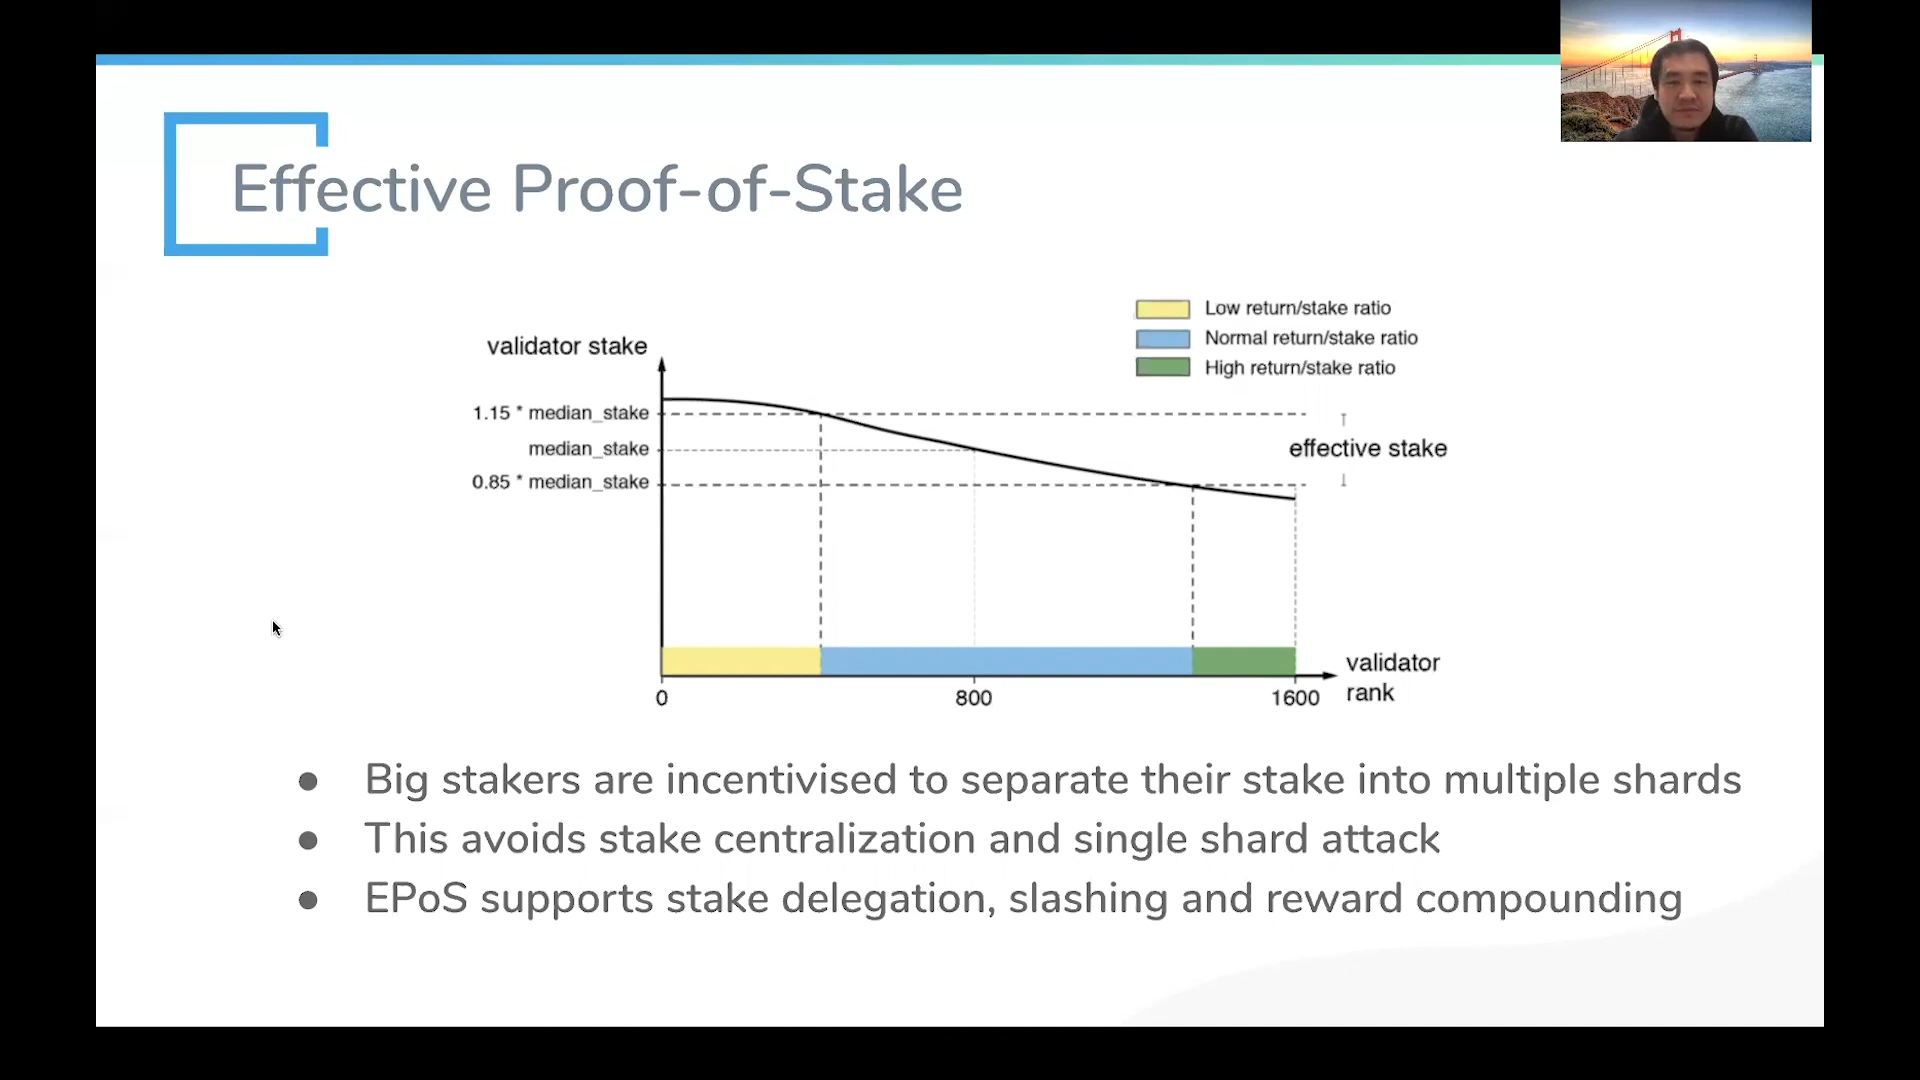 Effective Proof-of-Stake
Low return/stake ratio
Normal return/stake ratio
High return/stake ratio
validator stake
1.15 * median_stake
median_stake
0.85 * median_stake
effective stake
validator
rank
0
800
1600
● Big stakers are incentivised to separate their stake into multiple shards
● This avoids stake centralization and single shard attack
● EPoS supports stake delegation, slashing and reward compounding